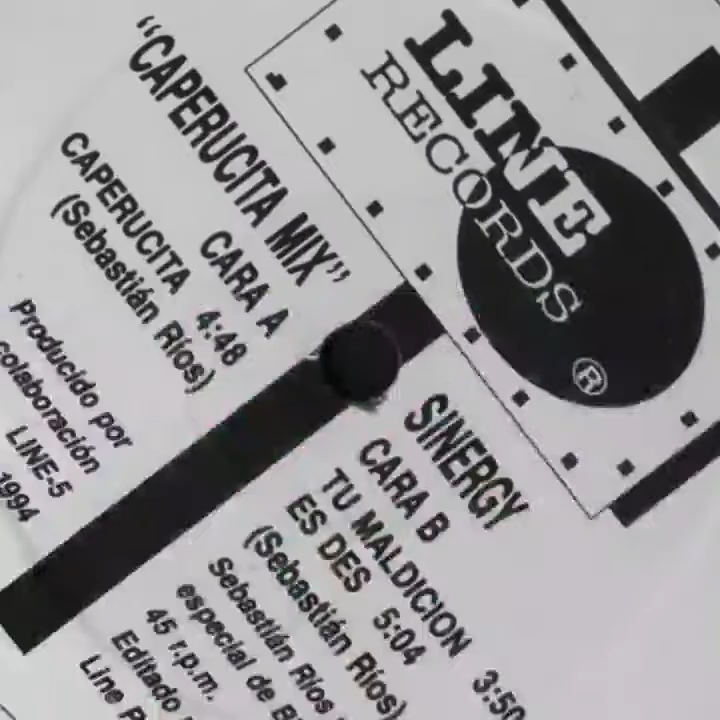 LINE
RECORDS
®
"CAPERUCITA MIX"
CARA A
CAPERUCITA 4:48
(Sebastián Ríos)
Producido por
colaboración
LINE-5
1994
SINERGY
CARA B
TU MALDICION 3:50
ES DES 5:04
(Sebastián Ríos)
Sebastián Ríos
especial de
45 r.p.m.
Editado
Line